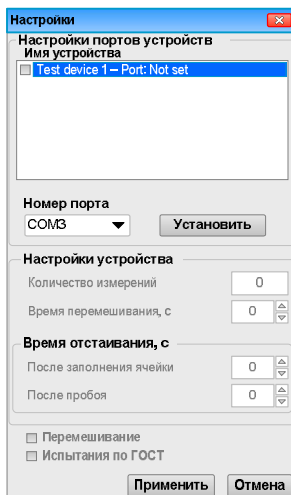 Настройки
Настройки портов устройств
Имя устройства
Test device 1 – Port: Not set
Номер порта
COM3
Установить
Настройки устройства
Количество измерений 0
Время перемешивания, с 0
Время отстаивания, с
После заполнения ячейки 0
После пробоя 0
Перемешивание
Испытания по ГОСТ
Применить Отмена